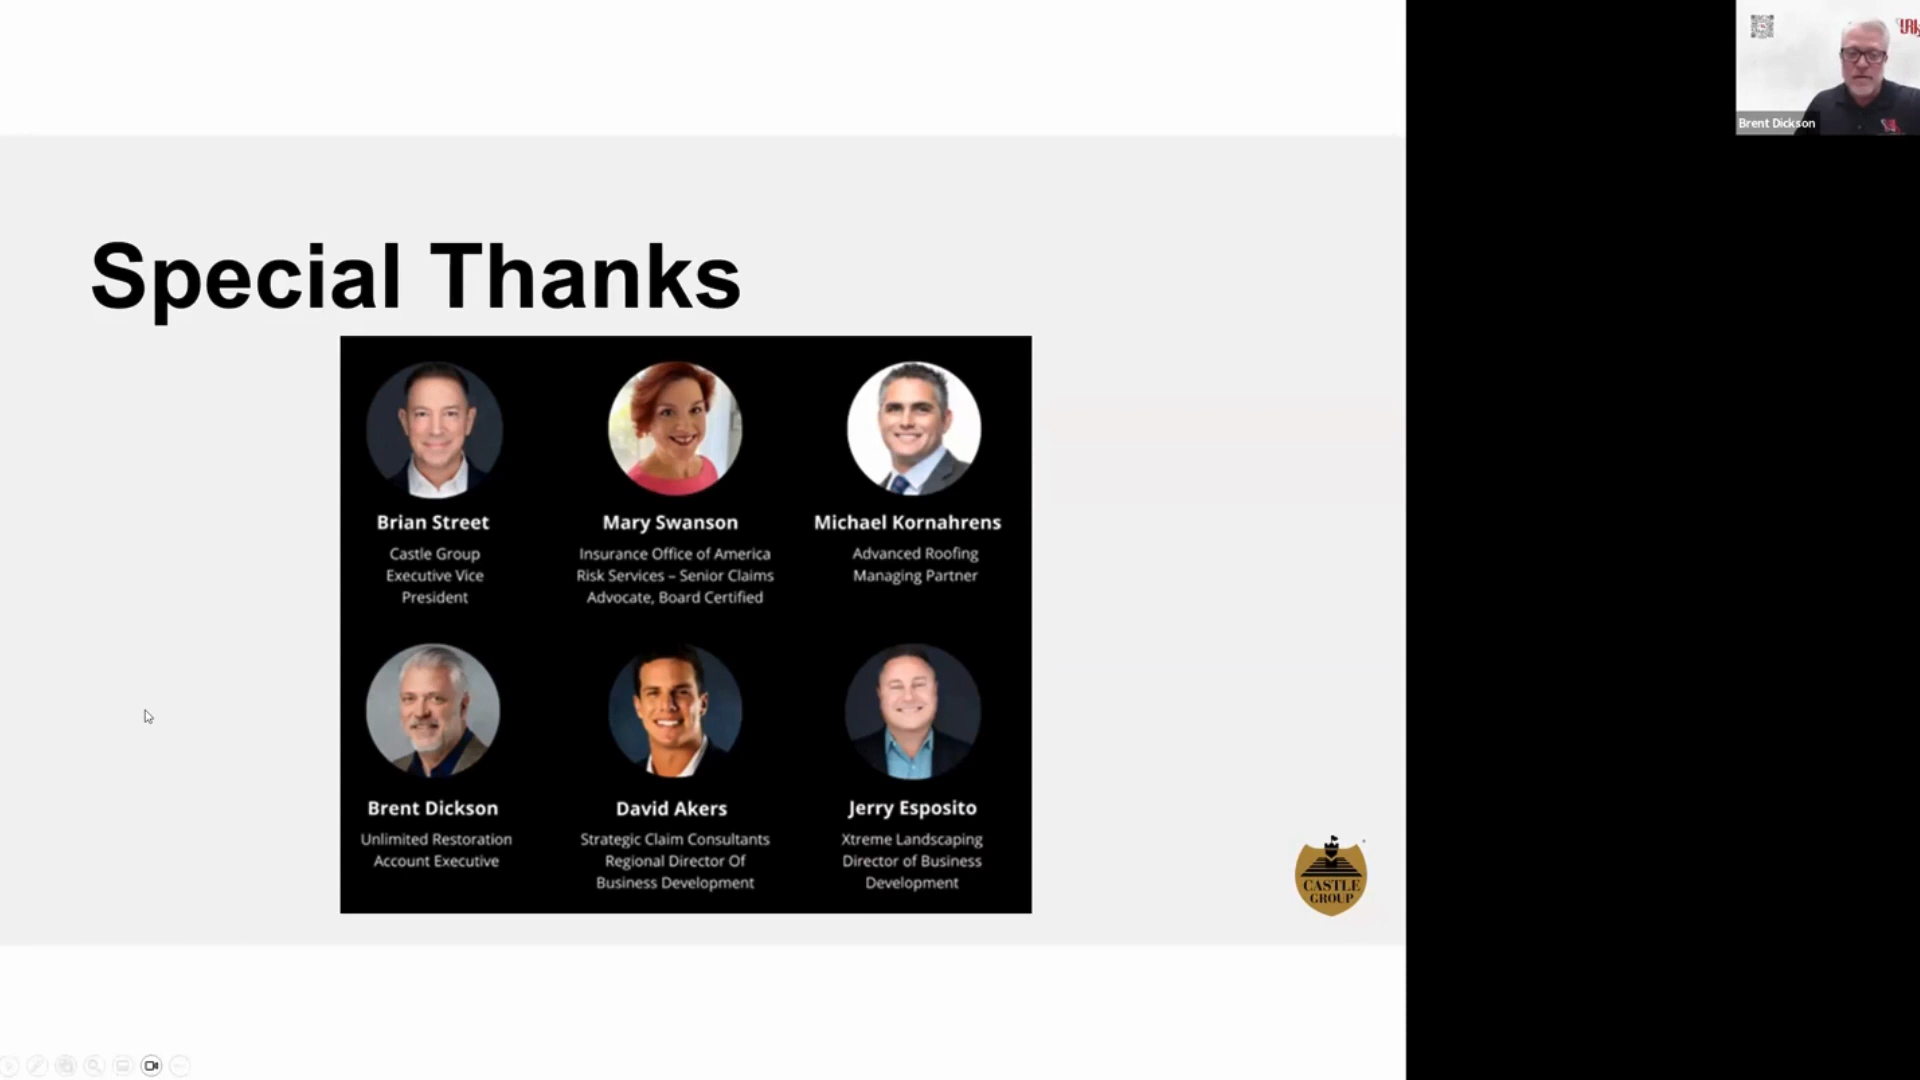 Special Thanks
Brian Street
Castle Group
Executive Vice
President
Mary Swanson
Insurance Office of America
Risk Services – Senior Claims
Advocate, Board Certified
Michael Kornahrens
Advanced Roofing
Managing Partner
Brent Dickson
Unlimited Restoration
Account Executive
David Akers
Strategic Claim Consultants
Regional Director Of
Business Development
Jerry Esposito
Xtreme Landscaping
Director of Business
Development
CASTLE
GROUP
Brent Dickson